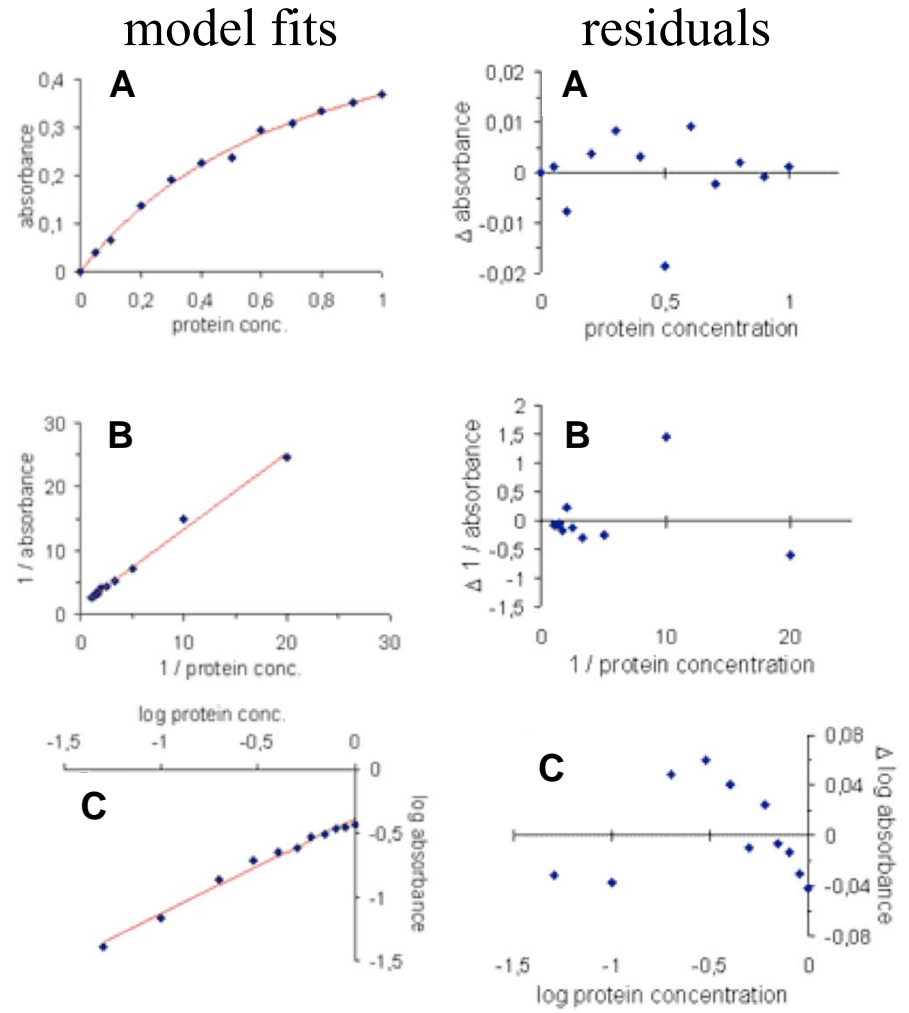 model fits
residuals
A
0,4
0,3
0,2
0,1
0
absorbance
0 0,2 0,4 0,6 0,8 1
protein conc.
A
0,02
0,01
0
-0,01
-0,02
Δ absorbance
0 0,5 1
protein concentration
B
30
20
10
0
1 / absorbance
0 10 20 30
1 / protein conc.
B
2
1,5
1
0,5
0
-0,5
-1
-1,5
Δ 1 / absorbance
0 10 20
1 / protein concentration
log protein conc.
-1,5 -1 -0,5 0
C
0
-0,5
-1
-1,5
log absorbance
C
0,08
0,04
0
-0,04
-0,08
Δ log absorbance
-1,5 -1 -0,5 0
log protein concentration